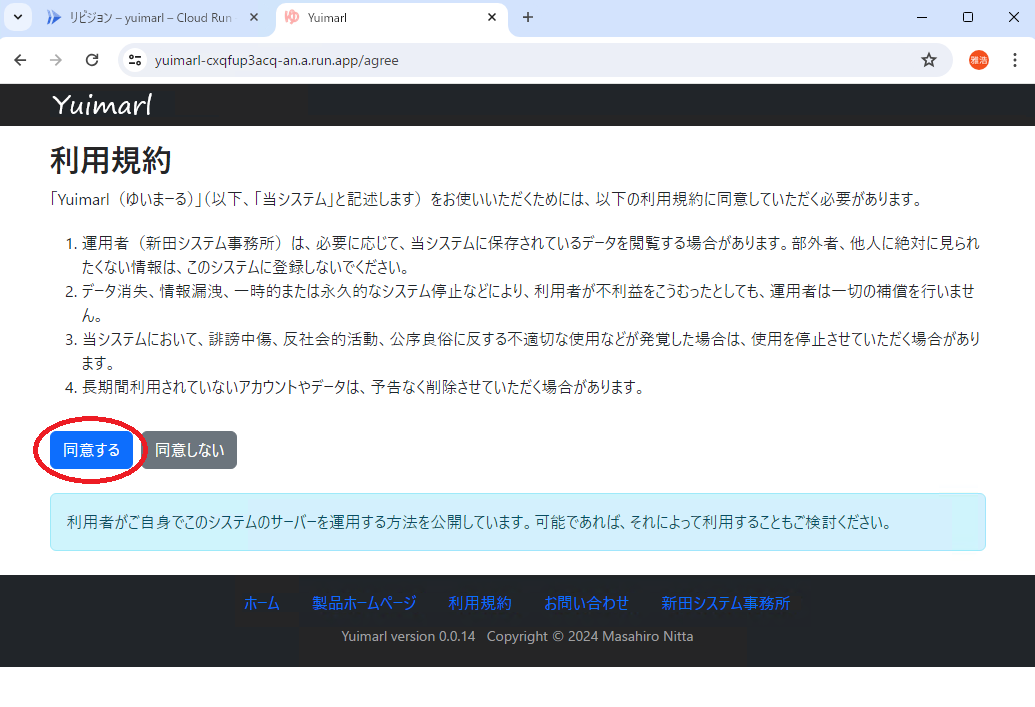 リビジョン – yuimarl – Cloud Run
Yuimarl
yuimarl-cxqfup3acq-an.a.run.app/agree
雅浩
Yuimarl
利用規約
「Yuimarl（ゆいまーる）」（以下、「当システム」と記述します）をお使いいただくためには、以下の利用規約に同意していただく必要があります。
1. 運用者（新田システム事務所）は、必要に応じて、当システムに保存されているデータを閲覧する場合があります。部外者、他人に絶対に見られ
たくない情報は、このシステムに登録しないでください。
2. データ消失、情報漏洩、一時的または永久的なシステム停止などにより、利用者が不利益をこうむったとしても、運用者は一切の補償を行いませ
ん。
3. 当システムにおいて、誹謗中傷、反社会的活動、公序良俗に反する不適切な使用などが発覚した場合は、使用を停止させていただく場合があり
ます。
4. 長期間利用されていないアカウントやデータは、予告なく削除させていただく場合があります。
同意する 同意しない
利用者がご自身でこのシステムのサーバーを運用する方法を公開しています。可能であれば、それによって利用することもご検討ください。
ホーム 製品ホームページ 利用規約 お問い合わせ 新田システム事務所
Yuimarl version 0.0.14 Copyright © 2024 Masahiro Nitta